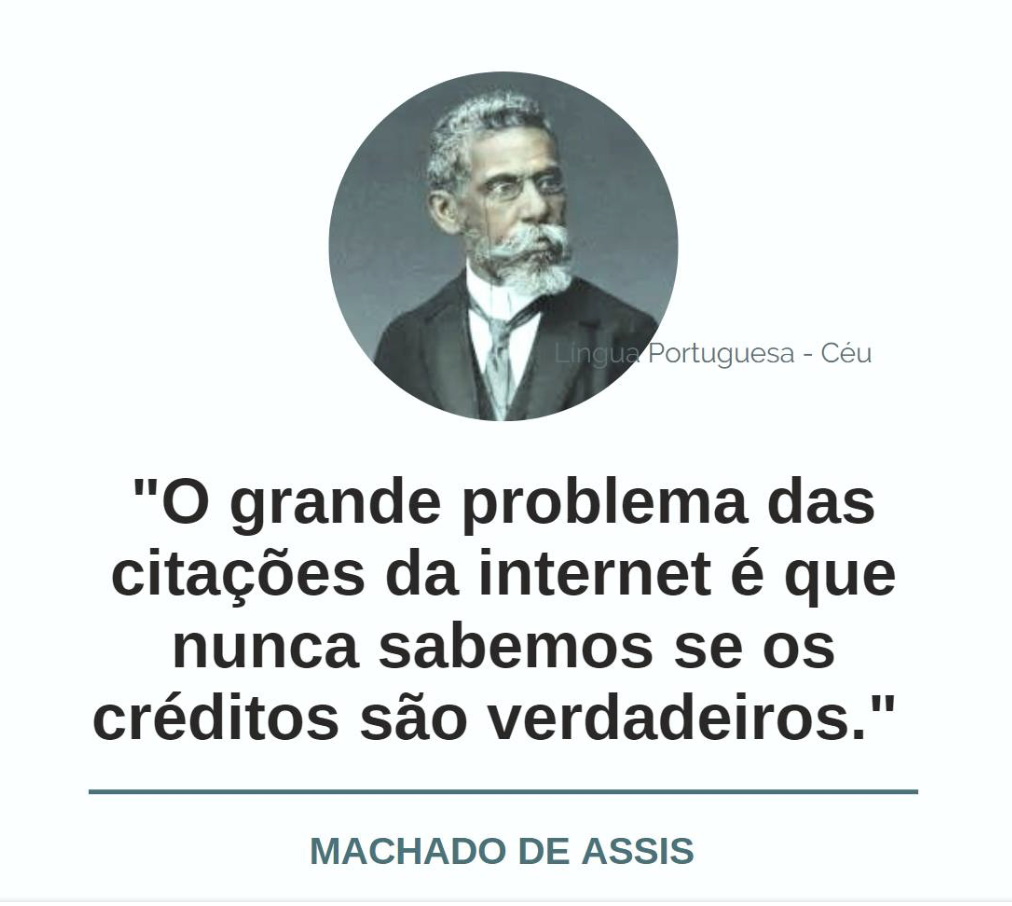 Língua Portuguesa - Céu
"O grande problema das
citações da internet é que
nunca sabemos se os
créditos são verdadeiros."
MACHADO DE ASSIS